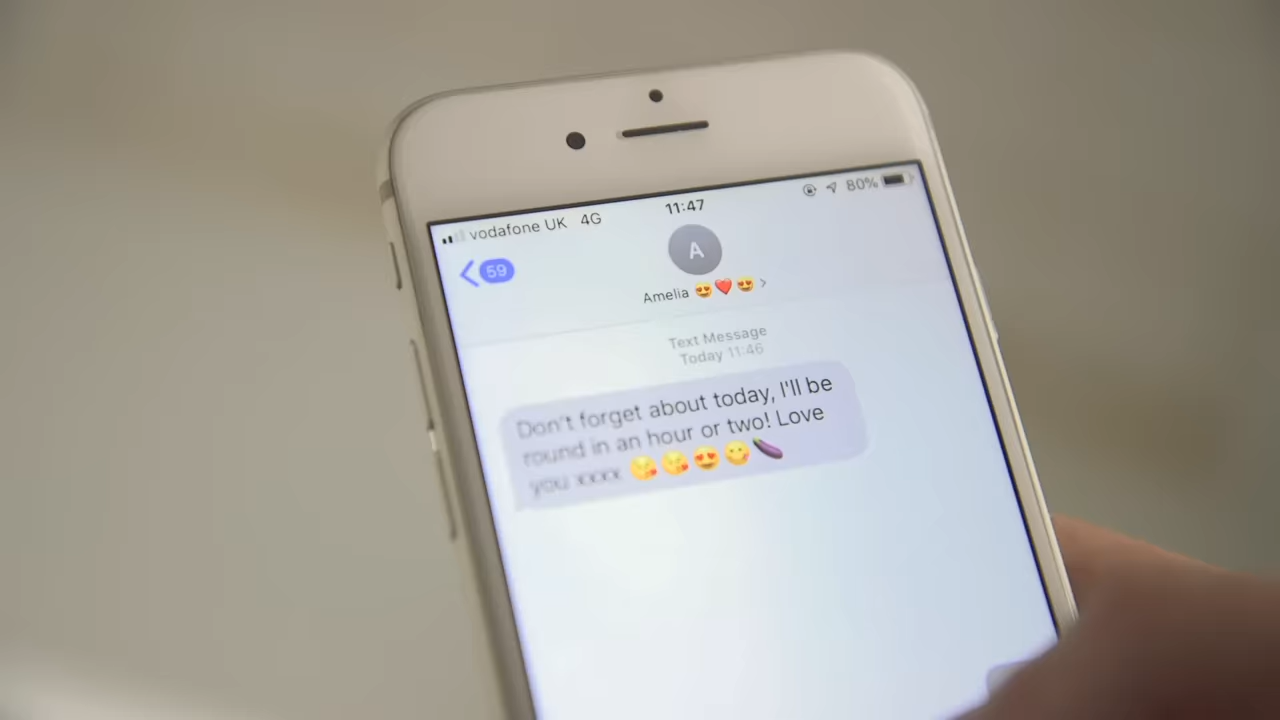 vodafone UK 4G 11:47 80%
59
A
Amelia 😍❤️😍 >
Text Message
Today 11:46
Don't forget about today, I'll be
round in an hour or two! Love
you xxxx 😘😘😍😋🍆